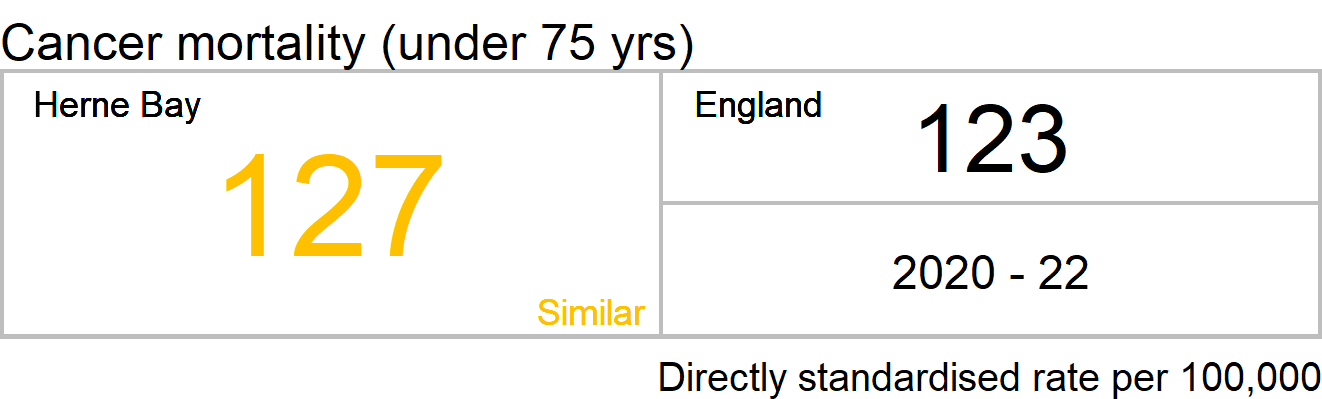 Cancer mortality (under 75 yrs)
Herne Bay
127
Similar
England
123
2020 - 22
Directly standardised rate per 100,000